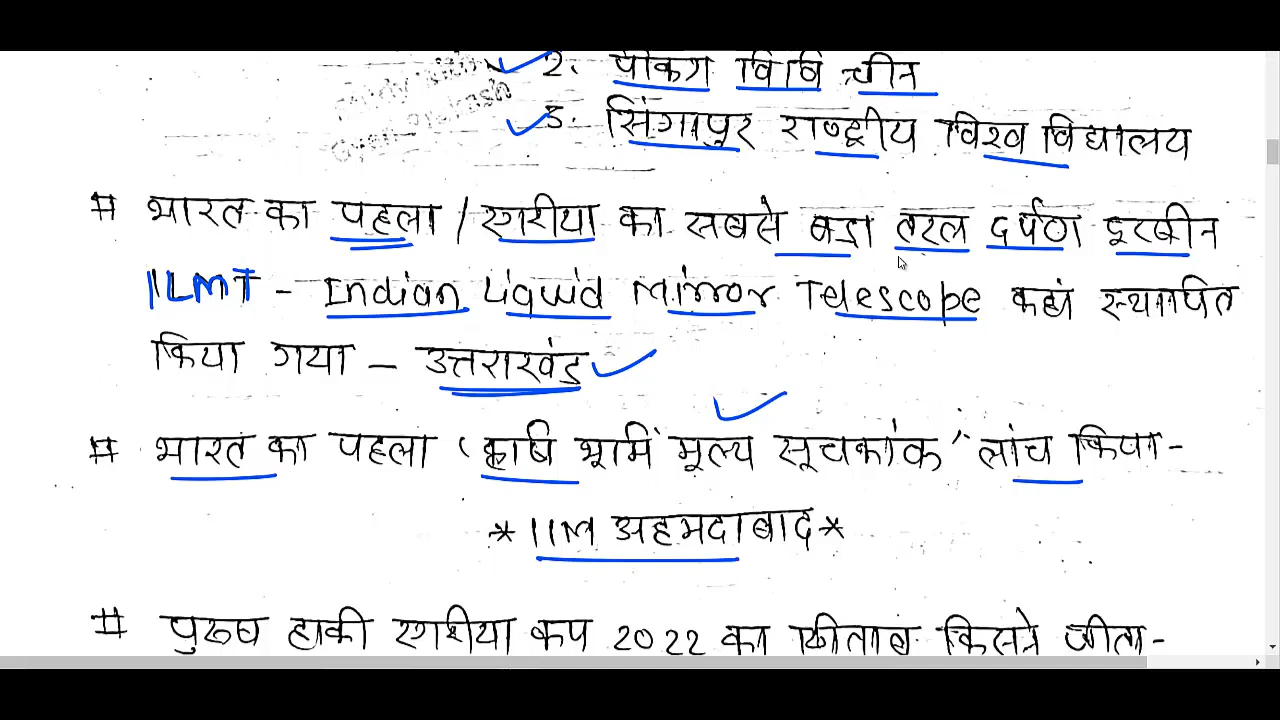 2. पीकिंग वि वि चीन
3. सिंगापुर राष्ट्रीय विश्व विद्यालय
# भारत का पहला / एशिया का सबसे बड़ा तरल दर्पण दूरबीन
ILMT - Indian Liquid Mirror Telescope कहां स्थापित
किया गया – उत्तराखंड
# भारत का पहला 'कृषि भूमि मूल्य सूचकांक' लांच किया-
*IIM अहमदाबाद*
# पुरुष हाकी एशिया कप 2022 का खिताब किसने जीता-